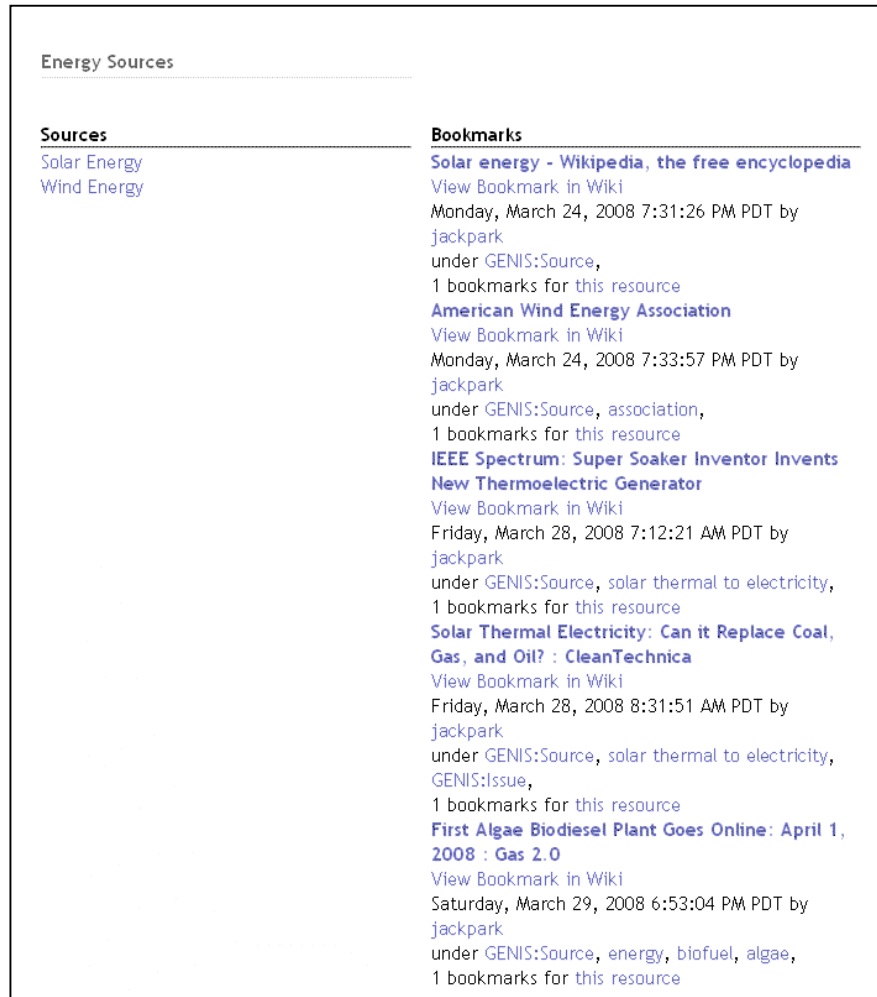 Energy Sources
Sources
Solar Energy
Wind Energy
Bookmarks
Solar energy - Wikipedia, the free encyclopedia
View Bookmark in Wiki
Monday, March 24, 2008 7:31:26 PM PDT by
jackpark
under GENIS:Source,
1 bookmarks for this resource
American Wind Energy Association
View Bookmark in Wiki
Monday, March 24, 2008 7:33:57 PM PDT by
jackpark
under GENIS:Source, association,
1 bookmarks for this resource
IEEE Spectrum: Super Soaker Inventor Invents
New Thermoelectric Generator
View Bookmark in Wiki
Friday, March 28, 2008 7:12:21 AM PDT by
jackpark
under GENIS:Source, solar thermal to electricity,
1 bookmarks for this resource
Solar Thermal Electricity: Can it Replace Coal,
Gas, and Oil? : CleanTechnica
View Bookmark in Wiki
Friday, March 28, 2008 8:31:51 AM PDT by
jackpark
under GENIS:Source, solar thermal to electricity,
GENIS:Issue,
1 bookmarks for this resource
First Algae Biodiesel Plant Goes Online: April 1,
2008 : Gas 2.0
View Bookmark in Wiki
Saturday, March 29, 2008 6:53:04 PM PDT by
jackpark
under GENIS:Source, energy, biofuel, algae,
1 bookmarks for this resource